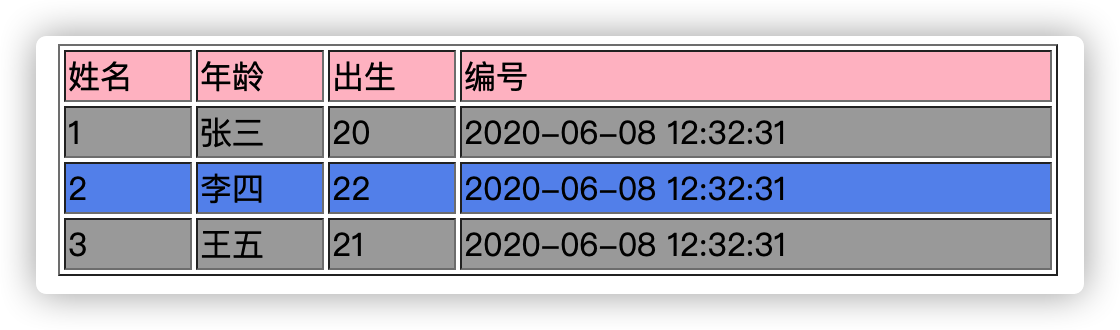 姓名 年龄 出生 编号
1 张三 20 2020-06-08 12:32:31
2 李四 22 2020-06-08 12:32:31
3 王五 21 2020-06-08 12:32:31